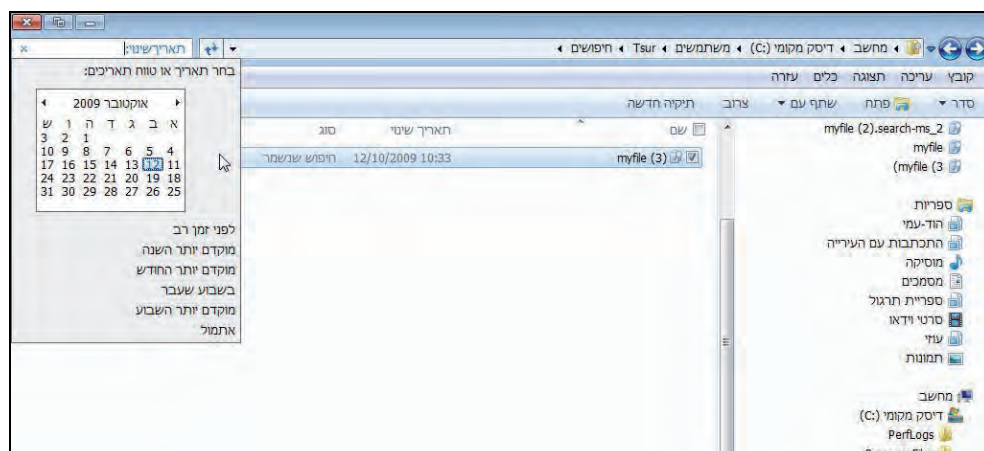 מחשב ◂ דיסק מקומי (C:) ◂ משתמשים ◂ Tsur ◂ חיפושים ◂
תאריךשינוי:
קובץ עריכה תצוגה כלים עזרה
סדר פתח שתף עם צרוב תיקיה חדשה
myfile (2).search-ms_2
myfile
(myfile (3
ספריות
הוד-עמי
התכתבות עם העירייה
מוסיקה
מסמכים
ספריית תרגול
סרטי וידאו
עוזי
תמונות
מחשב
דיסק מקומי (C:)
PerfLogs
שם תאריך שינוי סוג
myfile (3) 12/10/2009 10:33 חיפוש שנשמר
בחר תאריך או טווח תאריכים:
אוקטובר 2009
א ב ג ד ה ו ש
1 2 3
4 5 6 7 8 9 10
11 12 13 14 15 16 17
18 19 20 21 22 23 24
25 26 27 28 29 30 31
לפני זמן רב
מוקדם יותר השנה
מוקדם יותר החודש
בשבוע שעבר
מוקדם יותר השבוע
אתמול